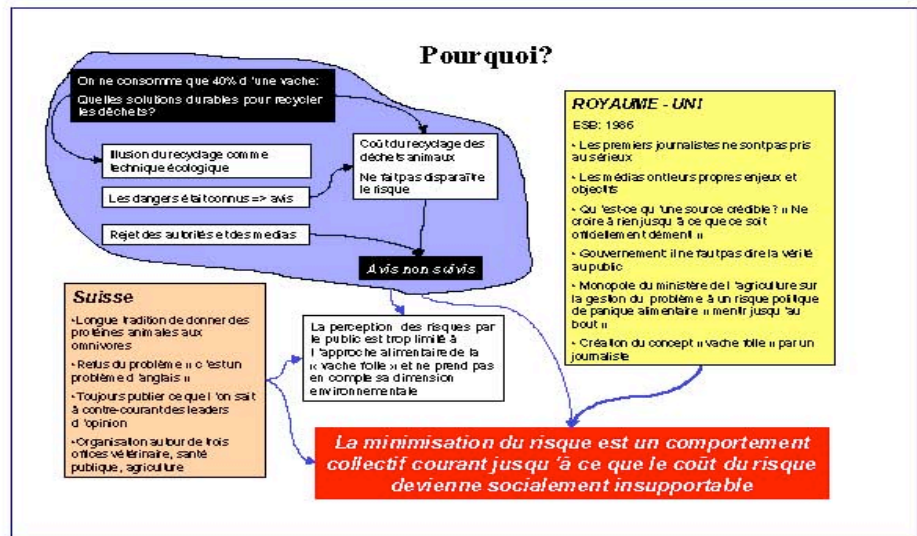 Pourquoi?
On ne consomme que 40% d 'une vache:
Quelles solutions durables pour recycler
les déchets?
Illusion du recyclage comme
technique écologique
Les dangers était connus => avis
Rejet des autorités et des medias
Coût du recyclage des
déchets animaux
Ne fait pas disparaître
le risque
Avis non suivis
ROYAUME - UNI
ESB: 1986
• Les premiers journalistes ne sont pas pris
au sérieux
• Les médias ont leurs propres enjeux et
objectifs
• Qu 'est-ce qu 'une source crédible? « Ne
croire à rien jusqu 'à ce que ce soit
officiellement démenti »
• Gouvernement: il ne faut pas dire la vérité
au public
• Monopole du ministère de l 'agriculture sur
la gestion du problème à un risque politique
de panique alimentaire « mentir jusqu 'au
bout »
• Création du concept « vache folle » par un
journaliste
Suisse
•Longue tradition de donner des
protéines animales aux
omnivores
•Refus du problème « c 'est un
problème d 'anglais »
•Toujours publier ce que l 'on sait
à contre-courant des leaders
d 'opinion
•Organisation autour de trois
offices vétérinaire, santé
publique, agriculture
La perception des risques par
le public est trop limité à
l 'approche alimentaire de la
« vache folle » et ne prend pas
en compte sa dimension
environnementale
La minimisation du risque est un comportement
collectif courant jusqu 'à ce que le coût du risque
devienne socialement insupportable